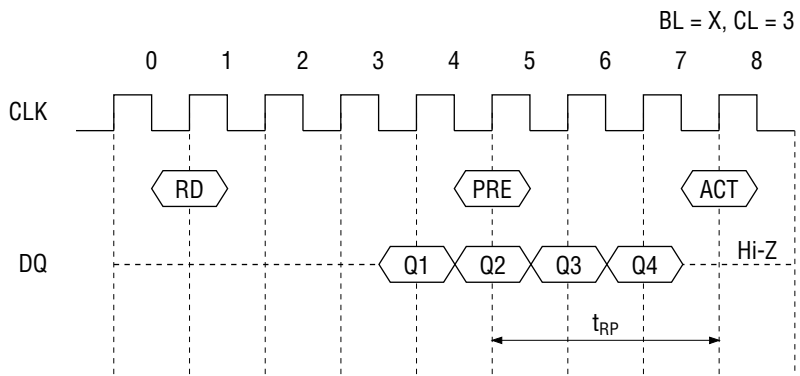 BL = X, CL = 3
0 1 2 3 4 5 6 7 8
CLK
RD PRE ACT
DQ Q1 Q2 Q3 Q4 Hi-Z
tRP